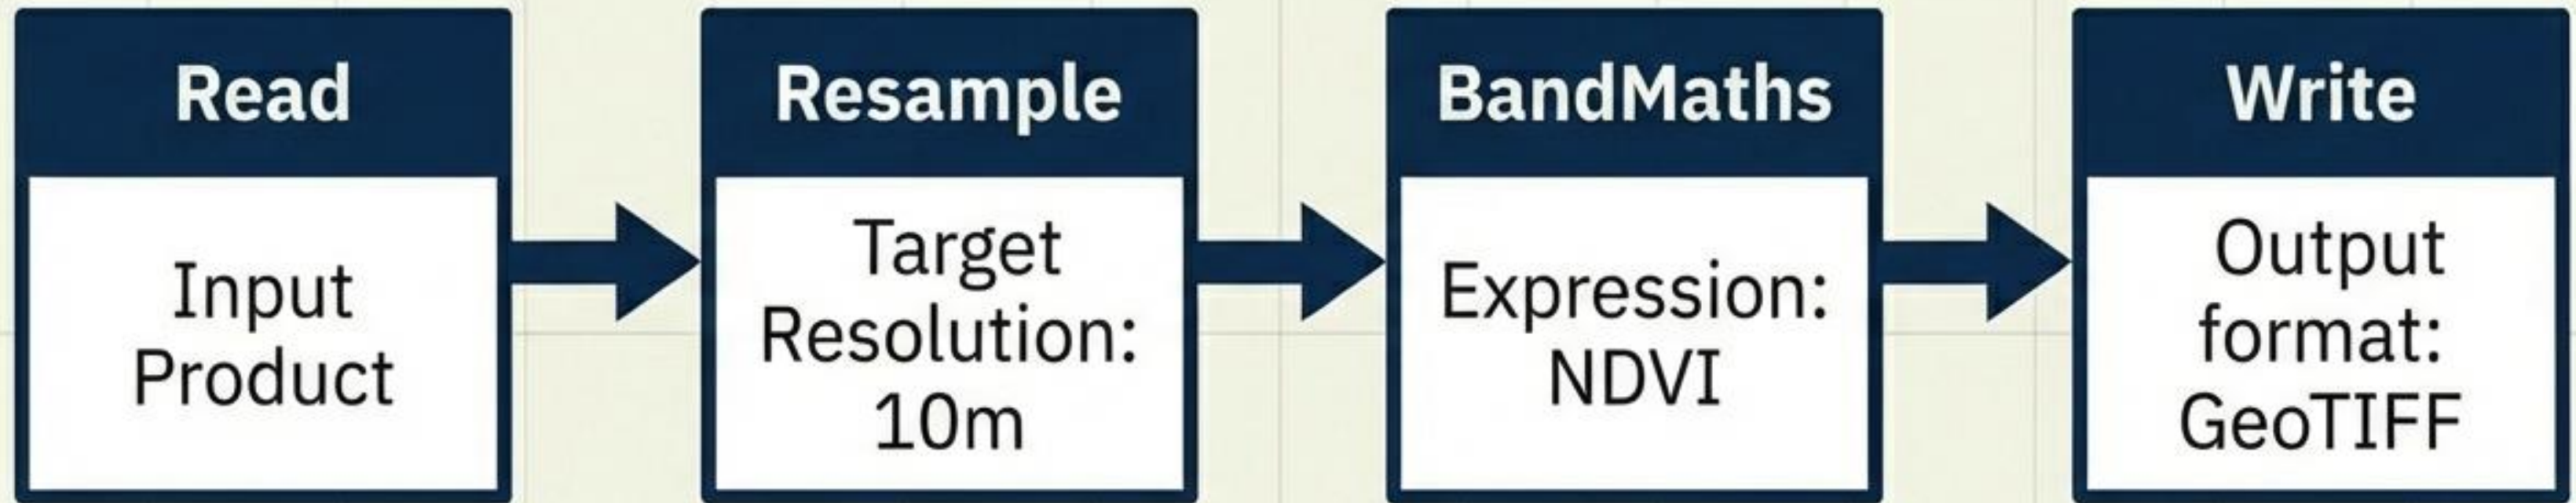 Read
Input
Product
Resample
Target
Resolution:
10m
BandMaths
Expression:
NDVI
Write
Output
format:
GeoTIFF